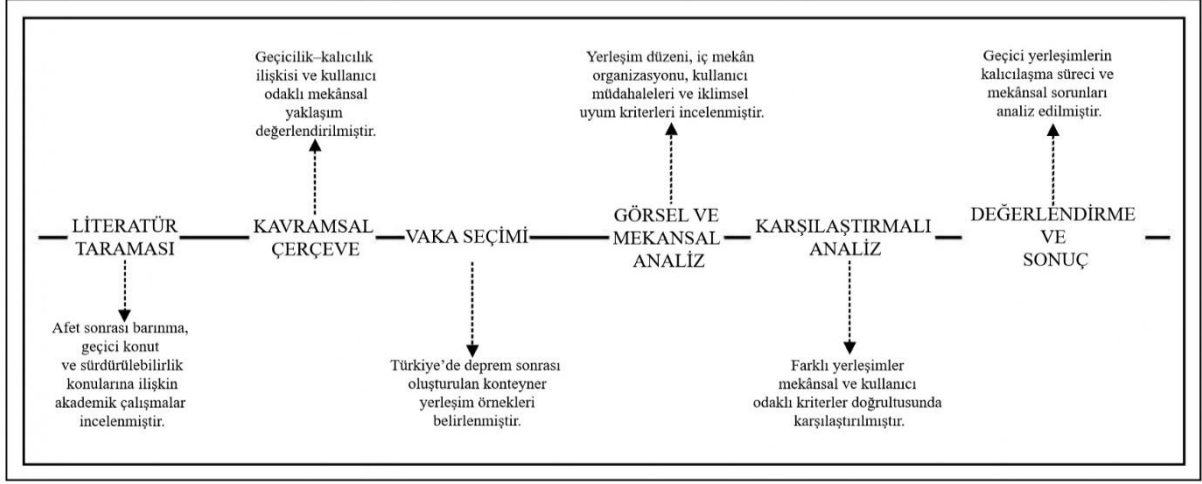 Geçicilik–kalıcılık
ilişkisi ve kullanıcı
odaklı mekânsal
yaklaşım
değerlendirilmiştir.
Yerleşim düzeni, iç mekân
organizasyonu, kullanıcı
müdahaleleri ve iklimsel
uyum kriterleri incelenmiştir.
Geçici yerleşimlerin
kalıcılaşma süreci ve
mekânsal sorunları
analiz edilmiştir.
LİTERATÜR
TARAMASI
KAVRAMSAL
ÇERÇEVE
VAKA SEÇİMİ
GÖRSEL VE
MEKANSAL
ANALİZ
KARŞILAŞTIRMALI
ANALİZ
DEĞERLENDİRME
VE
SONUÇ
Afet sonrası barınma,
geçici konut
ve sürdürülebilirlik
konularına ilişkin
akademik çalışmalar
incelenmiştir.
Türkiye’de deprem sonrası
oluşturulan konteyner
yerleşim örnekleri
belirlenmiştir.
Farklı yerleşimler
mekânsal ve kullanıcı
odaklı kriterler doğrultusunda
karşılaştırılmıştır.